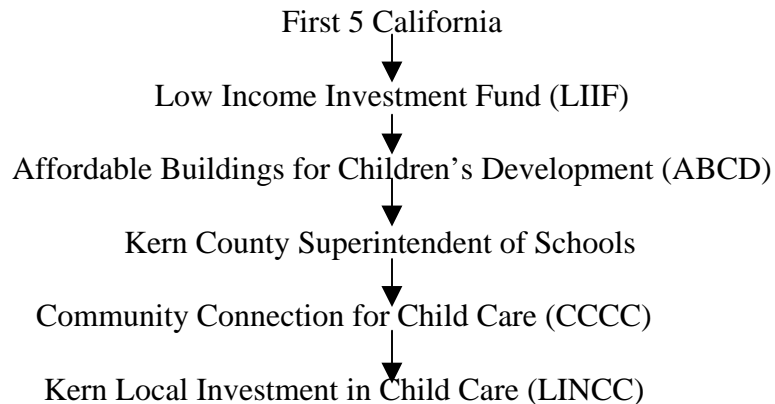 First 5 California
Low Income Investment Fund (LIIF)
Affordable Buildings for Children’s Development (ABCD)
Kern County Superintendent of Schools
Community Connection for Child Care (CCCC)
Kern Local Investment in Child Care (LINCC)